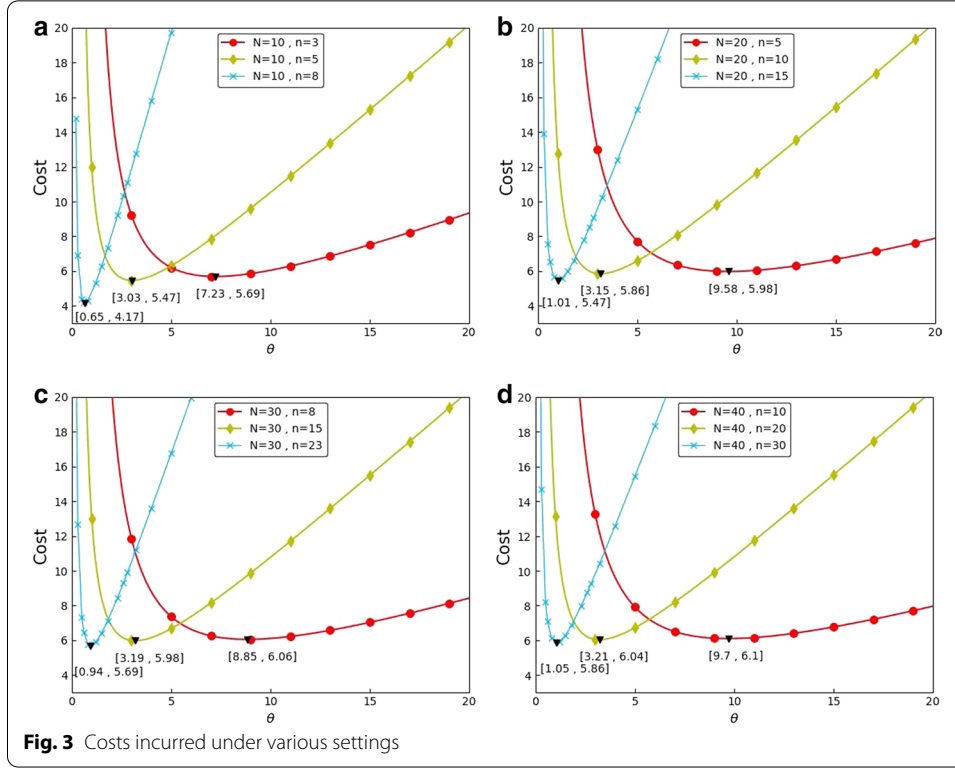 a
20
18
16
14
12
10
8
6
4
Cost
N=10 , n=3
N=10 , n=5
N=10 , n=8
[3.03 , 5.47]
[7.23 , 5.69]
[0.65 , 4.17]
0 5 10 15 20
θ
b
20
18
16
14
12
10
8
6
4
Cost
N=20 , n=5
N=20 , n=10
N=20 , n=15
[3.15 , 5.86]
[9.58 , 5.98]
[1.01 , 5.47]
0 5 10 15 20
θ
c
20
18
16
14
12
10
8
6
4
Cost
N=30 , n=8
N=30 , n=15
N=30 , n=23
[3.19 , 5.98]
[8.85 , 6.06]
[0.94 , 5.69]
0 5 10 15 20
θ
d
20
18
16
14
12
10
8
6
4
Cost
N=40 , n=10
N=40 , n=20
N=40 , n=30
[3.21 , 6.04]
[9.7 , 6.1]
[1.05 , 5.86]
0 5 10 15 20
θ
Fig. 3 Costs incurred under various settings